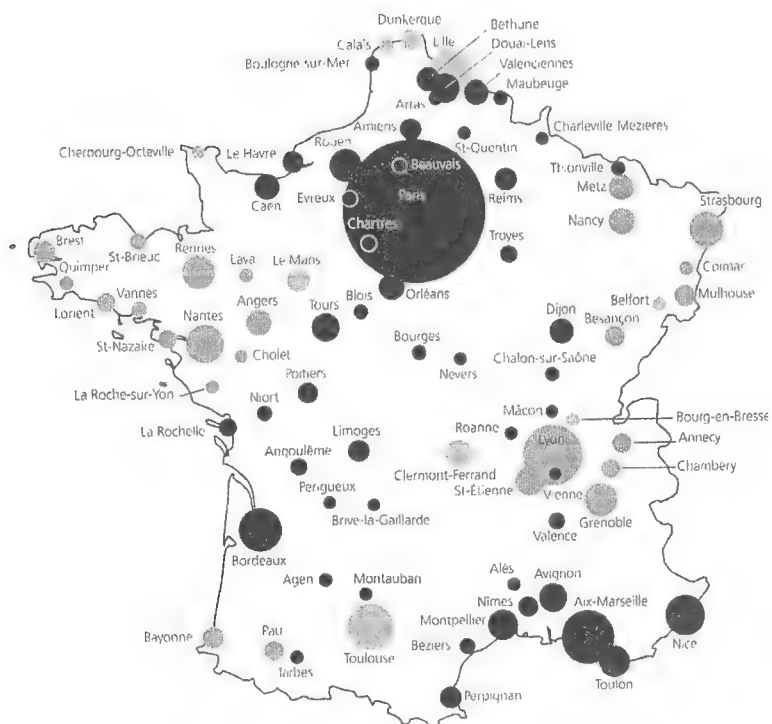 Dunkerque
Bethune
Calais
Lille
Douai-Lens
Boulogne-sur-Mer
Valenciennes
Maubeuge
Arras
Amiens
Charleville Mezieres
St-Quentin
Cherbourg-Octeville
Le Havre
Rouen
Beauvais
Thionville
Caen
Evreux
Paris
Reims
Metz
Strasbourg
Chartres
Nancy
Brest
St-Brieuc
Rennes
Lava
Le Mans
Troyes
Quimper
Colmar
Vannes
Angers
Blois
Orléans
Belfort
Mulhouse
Lorient
Nantes
Tours
Dijon
Besançon
St-Nazaire
Cholet
Bourges
Nevers
Chalon-sur-Saône
La Roche-sur-Yon
Poitiers
Niort
Mâcon
Bourg-en-Bresse
La Rochelle
Limoges
Roanne
Lyon
Annecy
Angoulême
Clermont-Ferrand
Chambery
Perigueux
St-Étienne
Vienne
Grenoble
Brive-la-Gaillarde
Valence
Bordeaux
Agen
Montauban
Alès
Avignon
Nîmes
Aix-Marseille
Bayonne
Pau
Montpellier
Nice
Tarbes
Toulouse
Béziers
Toulon
Perpignan